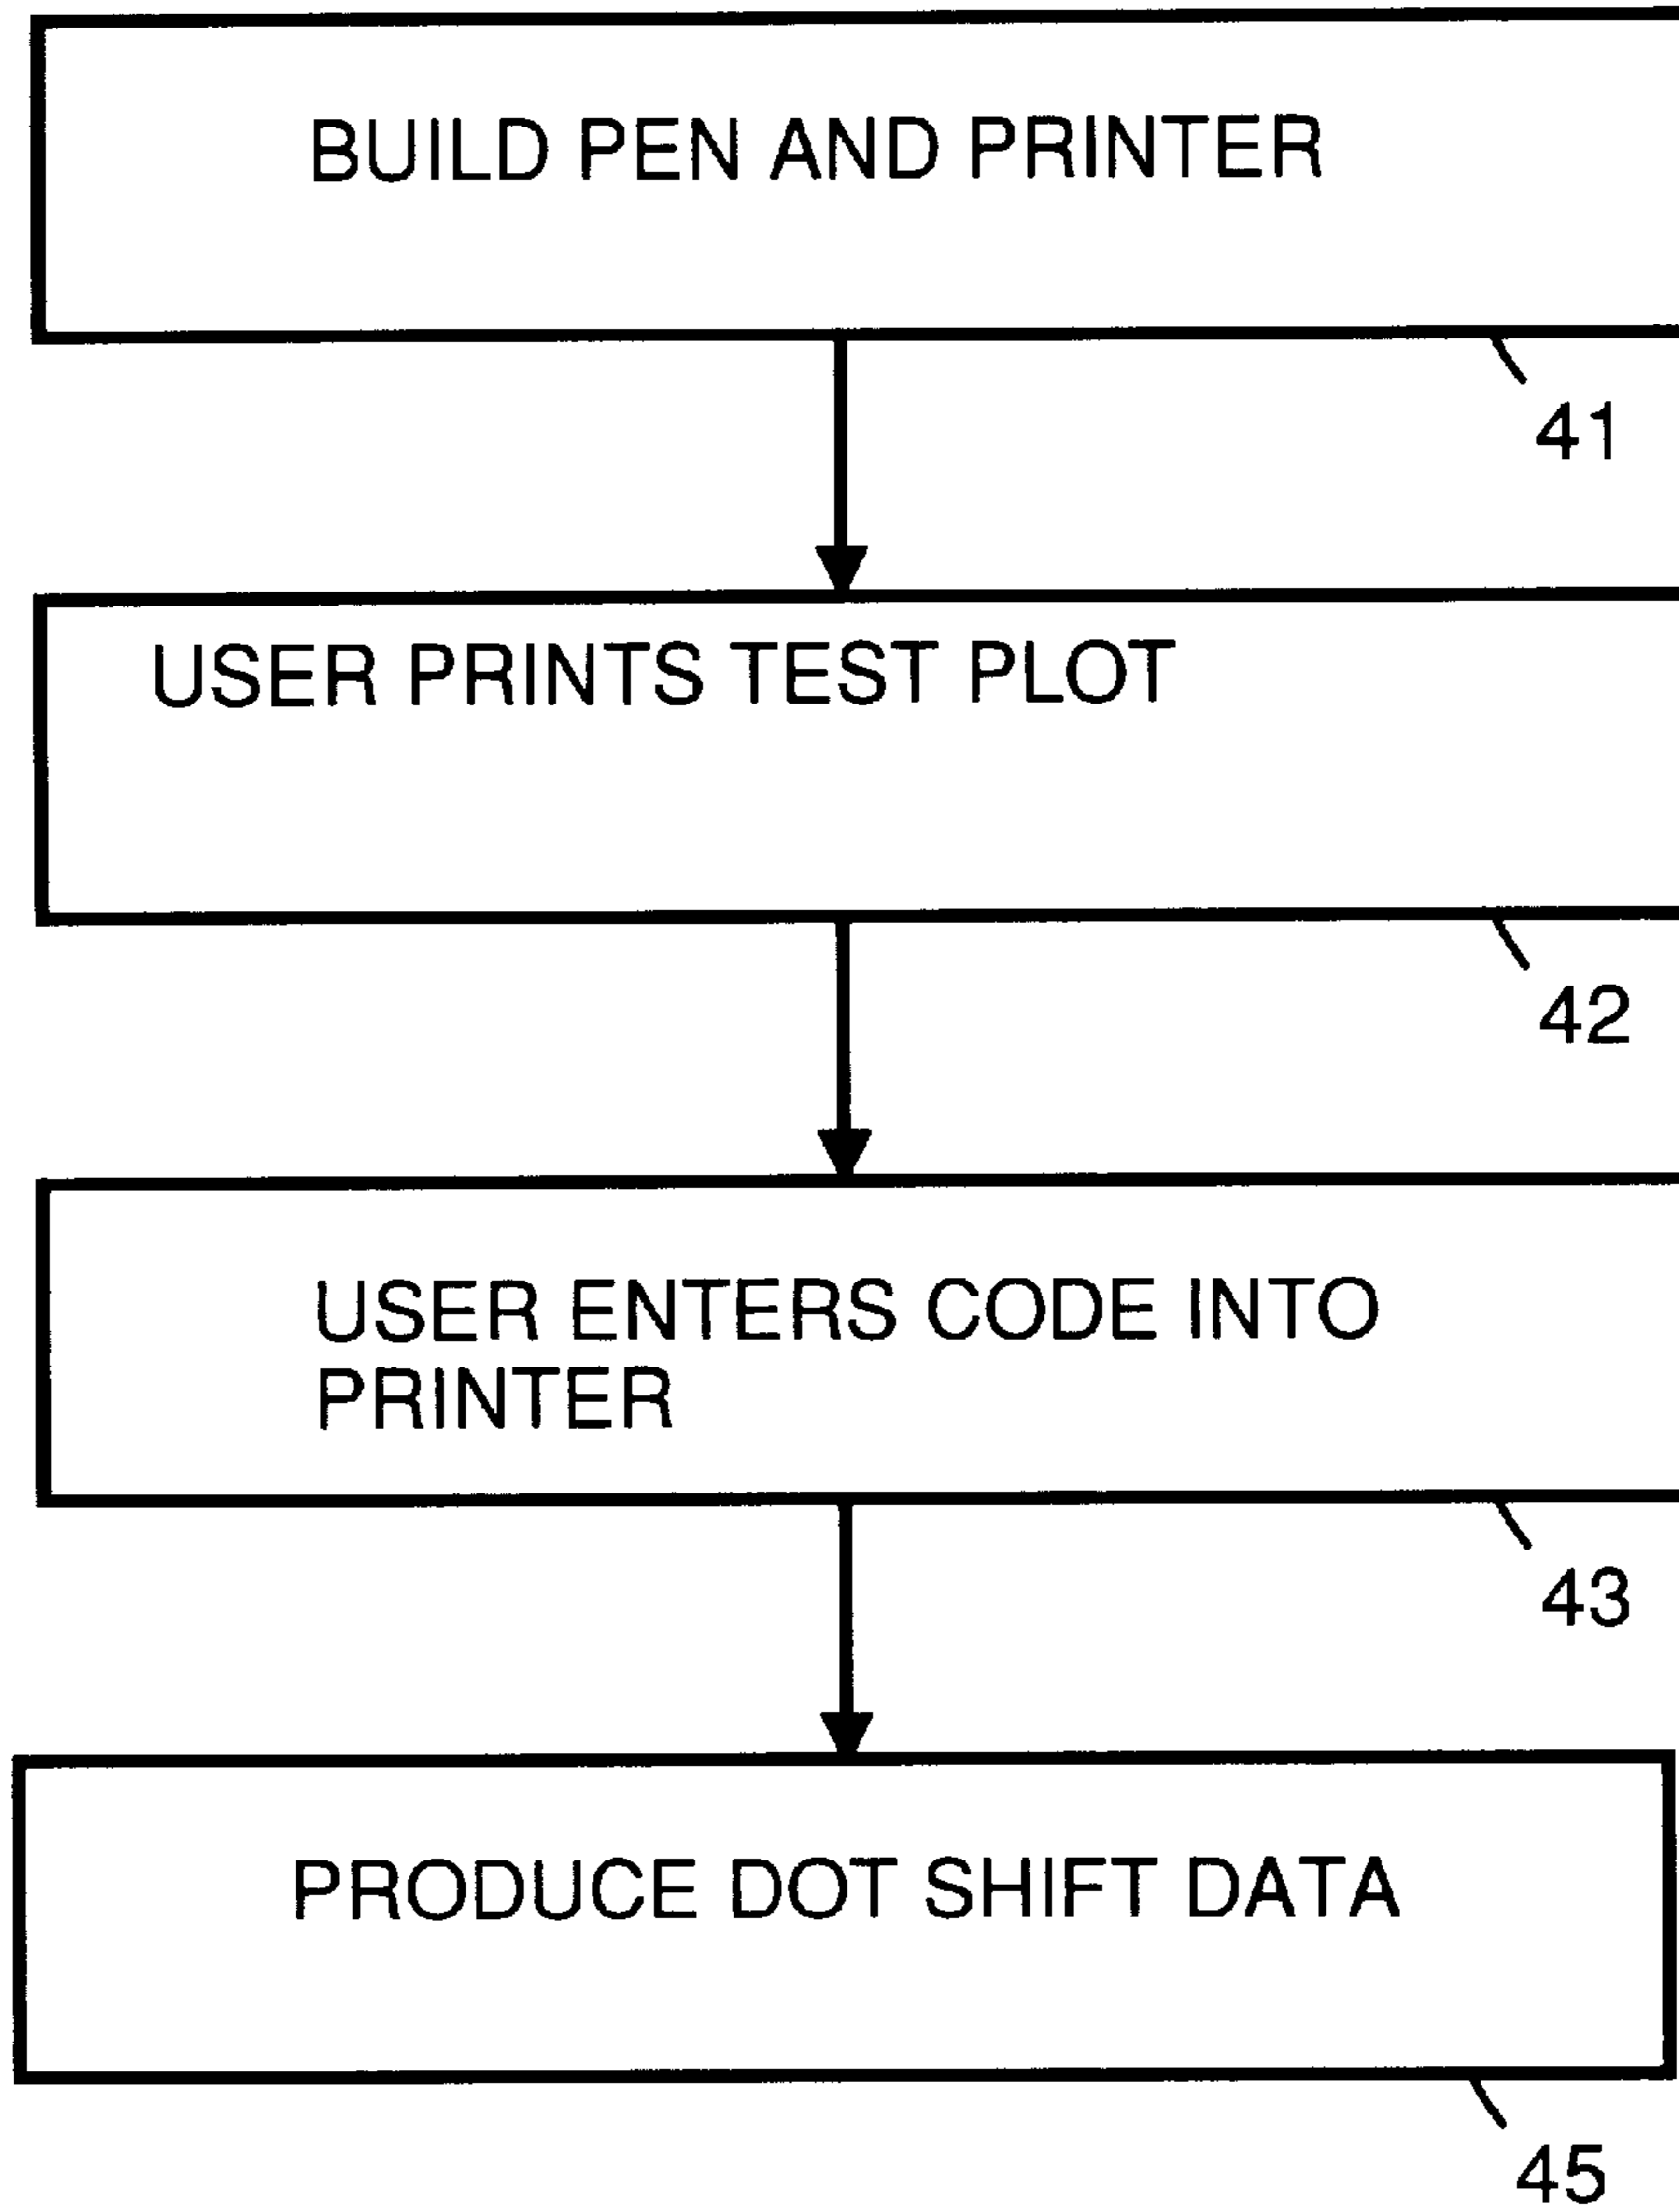 BUILD PEN AND PRINTER
41
USER PRINTS TEST PLOT
42
USER ENTERS CODE INTO
PRINTER
43
PRODUCE DOT SHIFT DATA
45